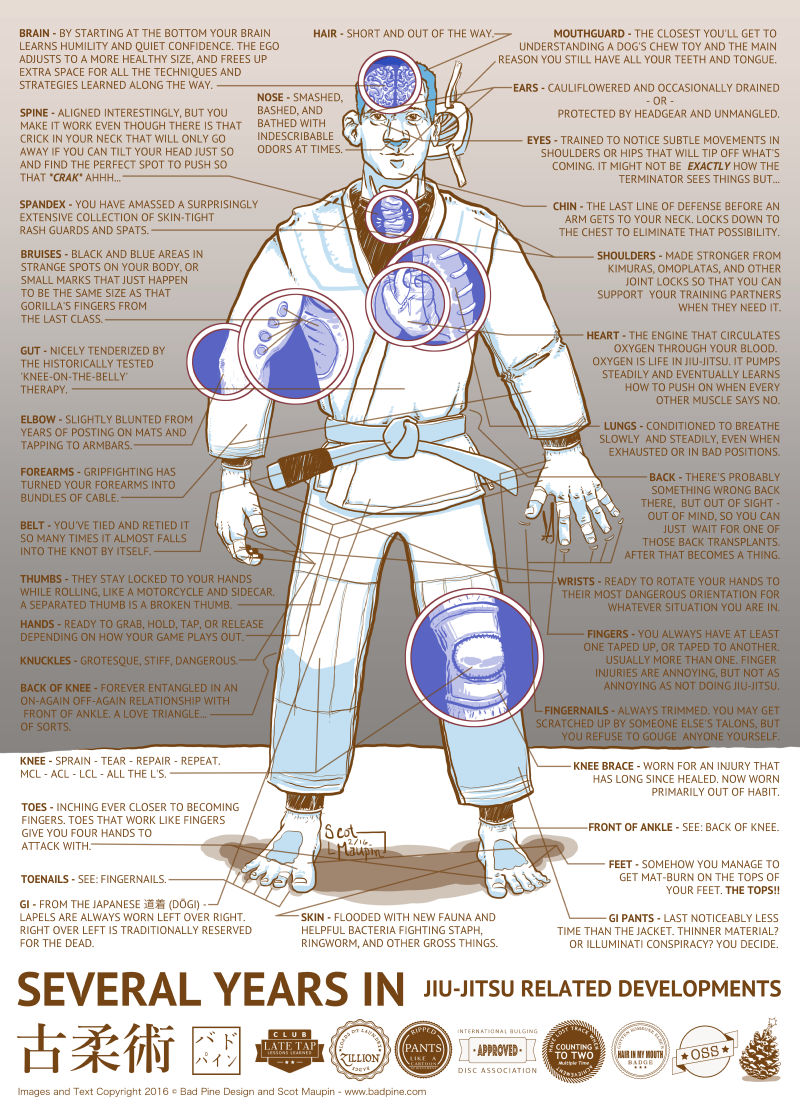 BRAIN - BY STARTING AT THE BOTTOM YOUR BRAIN
LEARNS HUMILITY AND QUIET CONFIDENCE. THE EGO
ADJUSTS TO A MORE HEALTHY SIZE, AND FREES UP
EXTRA SPACE FOR ALL THE TECHNIQUES AND
STRATEGIES LEARNED ALONG THE WAY.
HAIR - SHORT AND OUT OF THE WAY.
MOUTHGUARD - THE CLOSEST YOU'LL GET TO
UNDERSTANDING A DOG'S CHEW TOY AND THE MAIN
REASON YOU STILL HAVE ALL YOUR TEETH AND TONGUE.
NOSE - SMASHED,
BASHED, AND
BATHED WITH
INDESCRIBABLE
ODORS AT TIMES.
EARS - CAULIFLOWERED AND OCCASIONALLY DRAINED
- OR -
PROTECTED BY HEADGEAR AND UNMANGLED.
SPINE - ALIGNED INTERESTINGLY, BUT YOU
MAKE IT WORK EVEN THOUGH THERE IS THAT
CRICK IN YOUR NECK THAT WILL ONLY GO
AWAY IF YOU CAN TILT YOUR HEAD JUST SO
AND FIND THE PERFECT SPOT TO PUSH SO
THAT *CRAK* AHHH...
EYES - TRAINED TO NOTICE SUBTLE MOVEMENTS IN
SHOULDERS OR HIPS THAT WILL TIP OFF WHAT'S
COMING. IT MIGHT NOT BE EXACTLY HOW THE
TERMINATOR SEES THINGS BUT...
SPANDEX - YOU HAVE AMASSED A SURPRISINGLY
EXTENSIVE COLLECTION OF SKIN-TIGHT
RASH GUARDS AND SPATS.
CHIN - THE LAST LINE OF DEFENSE BEFORE AN
ARM GETS TO YOUR NECK. LOCKS DOWN TO
THE CHEST TO ELIMINATE THAT POSSIBILITY.
BRUISES - BLACK AND BLUE AREAS IN
STRANGE SPOTS ON YOUR BODY, OR
SMALL MARKS THAT JUST HAPPEN
TO BE THE SAME SIZE AS THAT
GORILLA'S FINGERS FROM
THE LAST CLASS.
SHOULDERS - MADE STRONGER FROM
KIMURAS, OMOPLATAS, AND OTHER
JOINT LOCKS SO THAT YOU CAN
SUPPORT YOUR TRAINING PARTNERS
WHEN THEY NEED IT.
GUT - NICELY TENDERIZED BY
THE HISTORICALLY TESTED
'KNEE-ON-THE-BELLY'
THERAPY.
HEART - THE ENGINE THAT CIRCULATES
OXYGEN THROUGH YOUR BLOOD.
OXYGEN IS LIFE IN JIU-JITSU. IT PUMPS
STEADILY AND EVENTUALLY LEARNS
HOW TO PUSH ON WHEN EVERY
OTHER MUSCLE SAYS NO.
ELBOW - SLIGHTLY BLUNTED FROM
YEARS OF POSTING ON MATS AND
TAPPING TO ARMBARS.
LUNGS - CONDITIONED TO BREATHE
SLOWLY AND STEADILY, EVEN WHEN
EXHAUSTED OR IN BAD POSITIONS.
FOREARMS - GRIPFIGHTING HAS
TURNED YOUR FOREARMS INTO
BUNDLES OF CABLE.
BACK - THERE'S PROBABLY
SOMETHING WRONG BACK
THERE, BUT OUT OF SIGHT -
OUT OF MIND, SO YOU CAN
JUST WAIT FOR ONE OF
THOSE BACK TRANSPLANTS.
AFTER THAT BECOMES A THING.
BELT - YOU'VE TIED AND RETIED IT
SO MANY TIMES IT ALMOST FALLS
INTO THE KNOT BY ITSELF.
THUMBS - THEY STAY LOCKED TO YOUR HANDS
WHILE ROLLING, LIKE A MOTORCYCLE AND SIDECAR.
A SEPARATED THUMB IS A BROKEN THUMB.
WRISTS - READY TO ROTATE YOUR HANDS TO
THEIR MOST DANGEROUS ORIENTATION FOR
WHATEVER SITUATION YOU ARE IN.
HANDS - READY TO GRAB, HOLD, TAP, OR RELEASE
DEPENDING ON HOW YOUR GAME PLAYS OUT.
FINGERS - YOU ALWAYS HAVE AT LEAST
ONE TAPED UP, OR TAPED TO ANOTHER.
USUALLY MORE THAN ONE. FINGER
INJURIES ARE ANNOYING, BUT NOT AS
ANNOYING AS NOT DOING JIU-JITSU.
KNUCKLES - GROTESQUE, STIFF, DANGEROUS.
BACK OF KNEE - FOREVER ENTANGLED IN AN
ON-AGAIN OFF-AGAIN RELATIONSHIP WITH
FRONT OF ANKLE. A LOVE TRIANGLE...
OF SORTS.
FINGERNAILS - ALWAYS TRIMMED. YOU MAY GET
SCRATCHED UP BY SOMEONE ELSE'S TALONS, BUT
YOU REFUSE TO GOUGE ANYONE YOURSELF.
KNEE - SPRAIN - TEAR - REPAIR - REPEAT.
MCL - ACL - LCL - ALL THE L'S.
KNEE BRACE - WORN FOR AN INJURY THAT
HAS LONG SINCE HEALED. NOW WORN
PRIMARILY OUT OF HABIT.
TOES - INCHING EVER CLOSER TO BECOMING
FINGERS. TOES THAT WORK LIKE FINGERS
GIVE YOU FOUR HANDS TO
ATTACK WITH.
Scot
2/16
Maupin
FRONT OF ANKLE - SEE: BACK OF KNEE.
FEET - SOMEHOW YOU MANAGE TO
GET MAT-BURN ON THE TOPS OF
YOUR FEET. THE TOPS!!
TOENAILS - SEE: FINGERNAILS.
GI - FROM THE JAPANESE 道着 (DŌGI) -
LAPELS ARE ALWAYS WORN LEFT OVER RIGHT.
RIGHT OVER LEFT IS TRADITIONALLY RESERVED
FOR THE DEAD.
SKIN - FLOODED WITH NEW FAUNA AND
HELPFUL BACTERIA FIGHTING STAPH,
RINGWORM, AND OTHER GROSS THINGS.
GI PANTS - LAST NOTICEABLY LESS
TIME THAN THE JACKET. THINNER MATERIAL?
OR ILLUMINATI CONSPIRACY? YOU DECIDE.
SEVERAL YEARS IN JIU-JITSU RELATED DEVELOPMENTS
古柔術
バド
パイン
CLUB
LATE TAP
LESSONS LEARNED
ZILLION
RIPPED
PANTS
LIKE A
CARTOON
INTERNATIONAL BULGING
APPROVED
DISC ASSOCIATION
COUNTING
TO TWO
Multiple Time
HAIR IN MY MOUTH
BADGE
OSS
Images and Text Copyright 2016 © Bad Pine Design and Scot Maupin - www.badpine.com